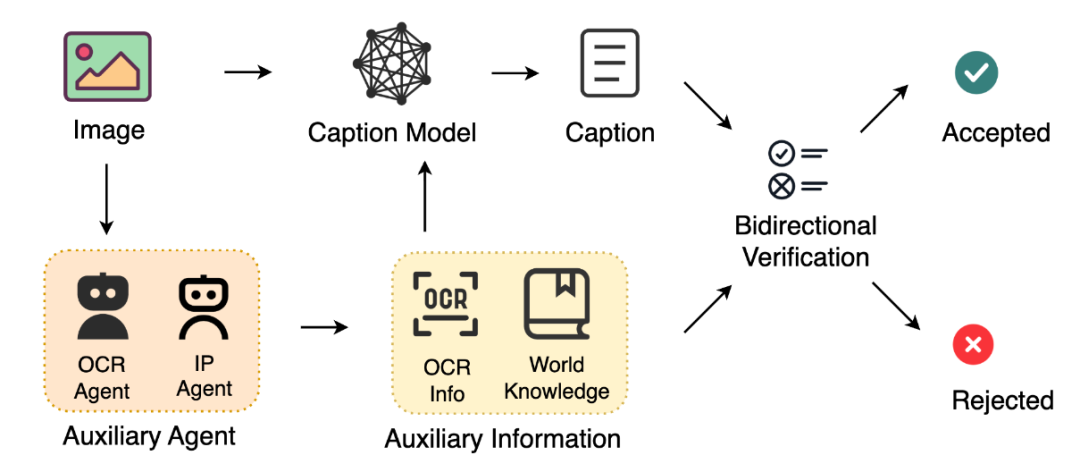 Image
Caption Model
Caption
Accepted
Bidirectional
Verification
OCR
Agent
IP
Agent
Auxiliary Agent
OCR
OCR
Info
World
Knowledge
Auxiliary Information
Rejected